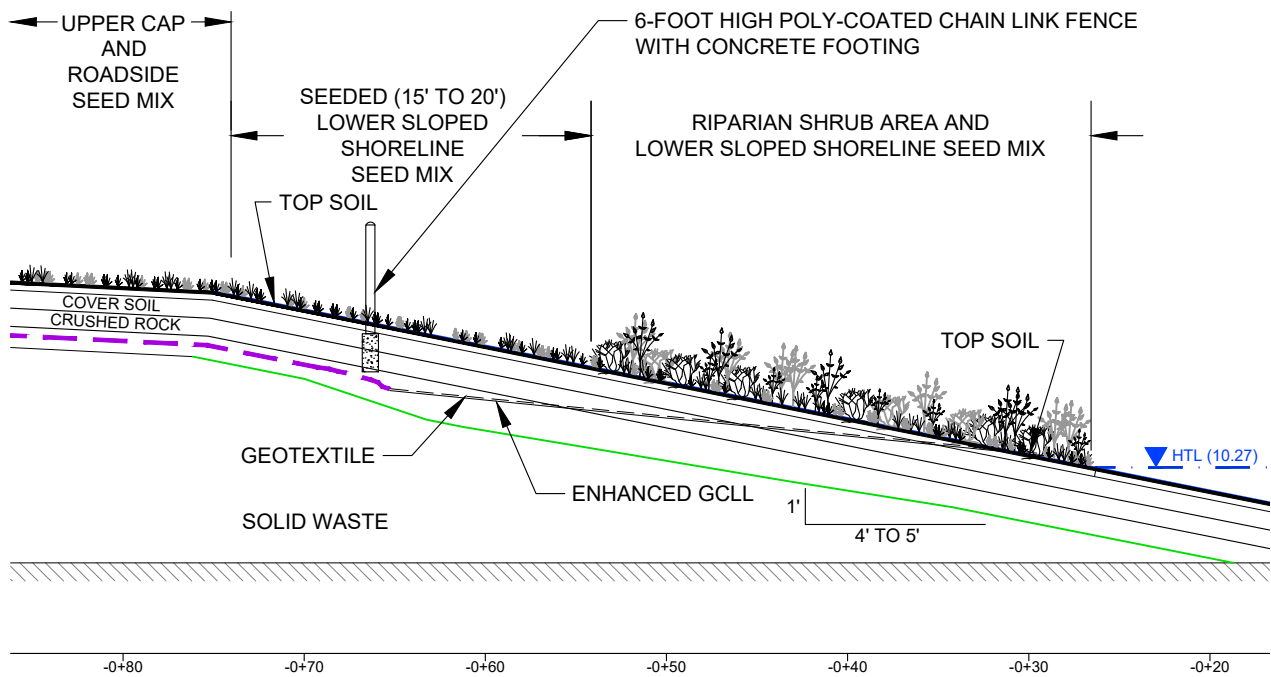 UPPER CAP
AND
ROADSIDE
SEED MIX
6-FOOT HIGH POLY-COATED CHAIN LINK FENCE
WITH CONCRETE FOOTING
SEEDED (15' TO 20')
LOWER SLOPED
SHORELINE
SEED MIX
RIPARIAN SHRUB AREA AND
LOWER SLOPED SHORELINE SEED MIX
TOP SOIL
COVER SOIL
CRUSHED ROCK
TOP SOIL
HTL (10.27)
GEOTEXTILE
ENHANCED GCLL
SOLID WASTE
1'
4' TO 5'
-0+80
-0+70
-0+60
-0+50
-0+40
-0+30
-0+20